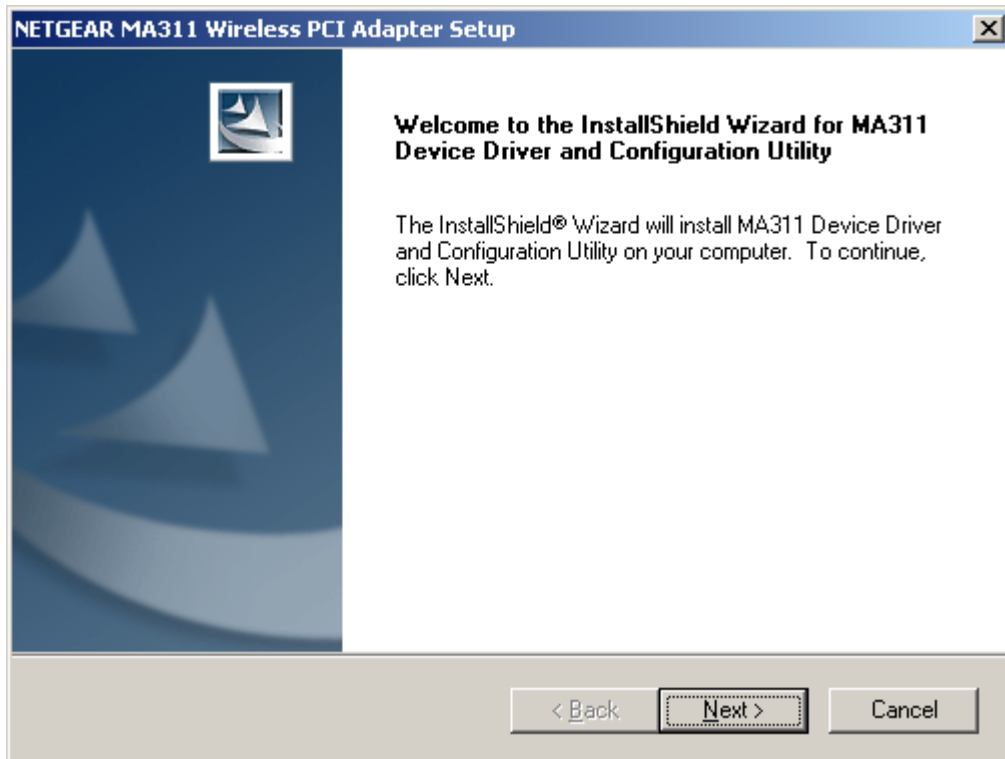 NETGEAR MA311 Wireless PCI Adapter Setup
Welcome to the InstallShield Wizard for MA311
Device Driver and Configuration Utility
The InstallShield® Wizard will install MA311 Device Driver
and Configuration Utility on your computer. To continue,
click Next.
< Back
Next >
Cancel